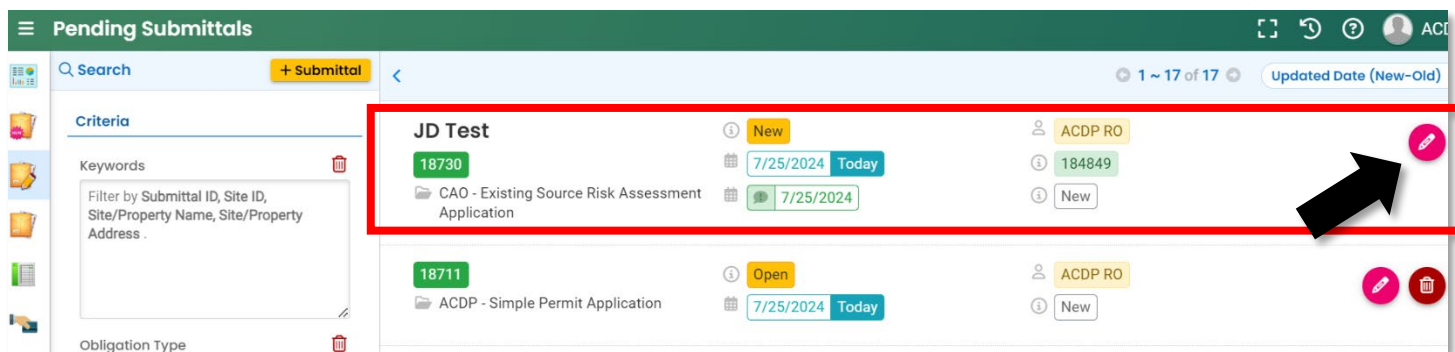 Pending Submittals
ACD
Search
+ Submittal
1 ~ 17 of 17
Updated Date (New-Old)
Criteria
Keywords
Filter by Submittal ID, Site ID,
Site/Property Name, Site/Property
Address .
Obligation Type
JD Test
New
ACDP RO
18730
7/25/2024 Today
184849
CAO - Existing Source Risk Assessment
Application
7/25/2024
New
18711
Open
ACDP RO
ACDP - Simple Permit Application
7/25/2024 Today
New